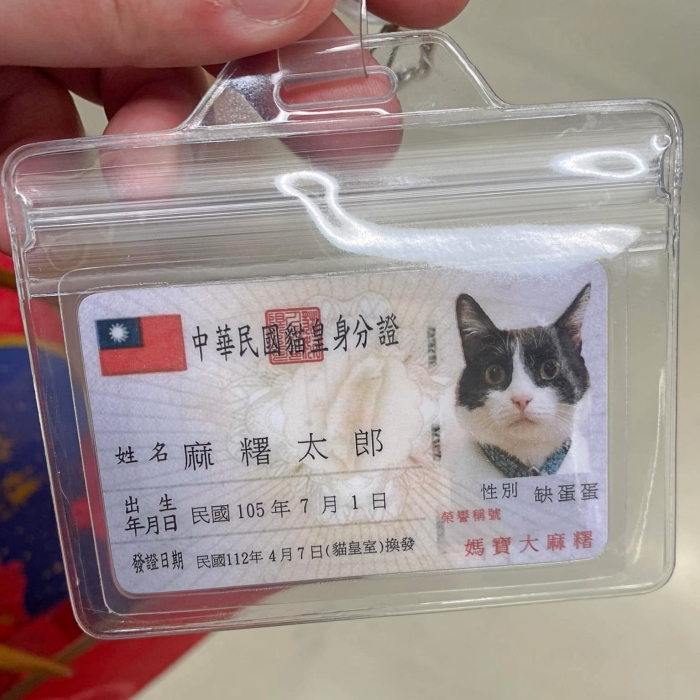 中華民國貓皇身分證
姓名 麻糬太郎
出生年月日 民國105年7月1日
性別 缺蛋蛋
榮譽稱號
媽寶大麻糬
發證日期 民國112年4月7日(貓皇室)換發